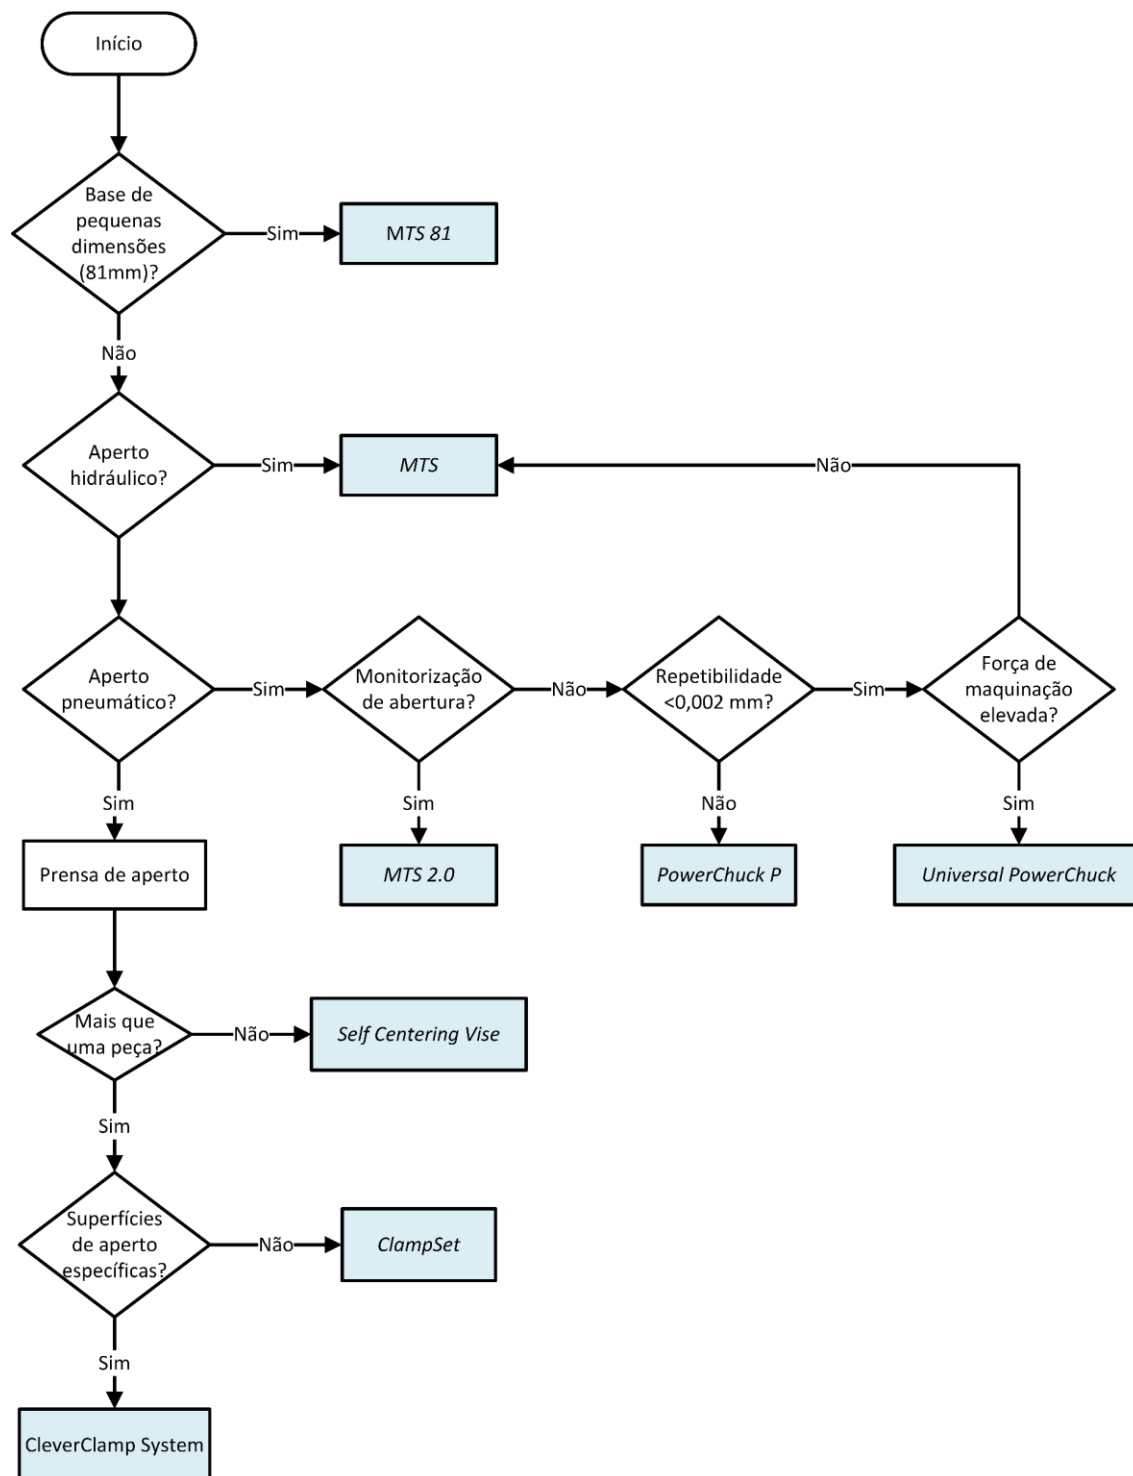 Início
Base de
pequenas
dimensões
(81mm)?
Sim
MTS 81
Não
Aperto
hidráulico?
Sim
MTS
Não
Aperto
pneumático?
Sim
Monitorização
de abertura?
Não
Repetibilidade
<0,002 mm?
Sim
Força de
maquinação
elevada?
Sim
Sim
Não
Sim
Prensa de aperto
MTS 2.0
PowerChuck P
Universal PowerChuck
Mais que
uma peça?
Não
Self Centering Vise
Sim
Superfícies
de aperto
específicas?
Não
ClampSet
Sim
CleverClamp System